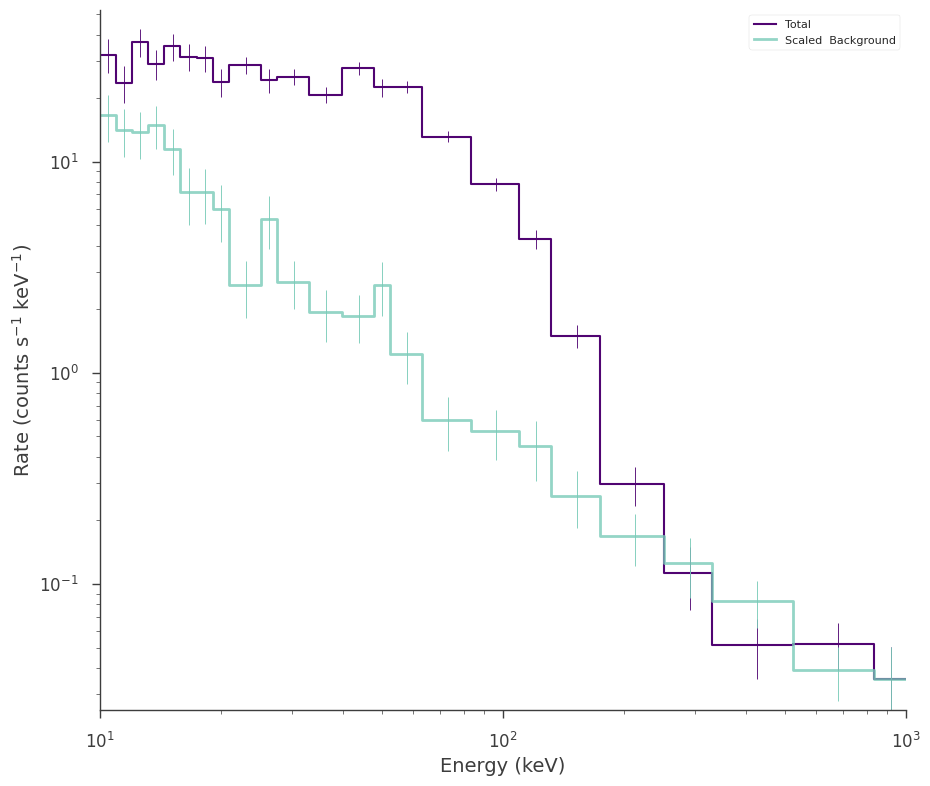 Total
Scaled  Background
Rate (counts s⁻¹ keV⁻¹)
10¹
10⁰
10⁻¹
10¹ 10² 10³
Energy (keV)